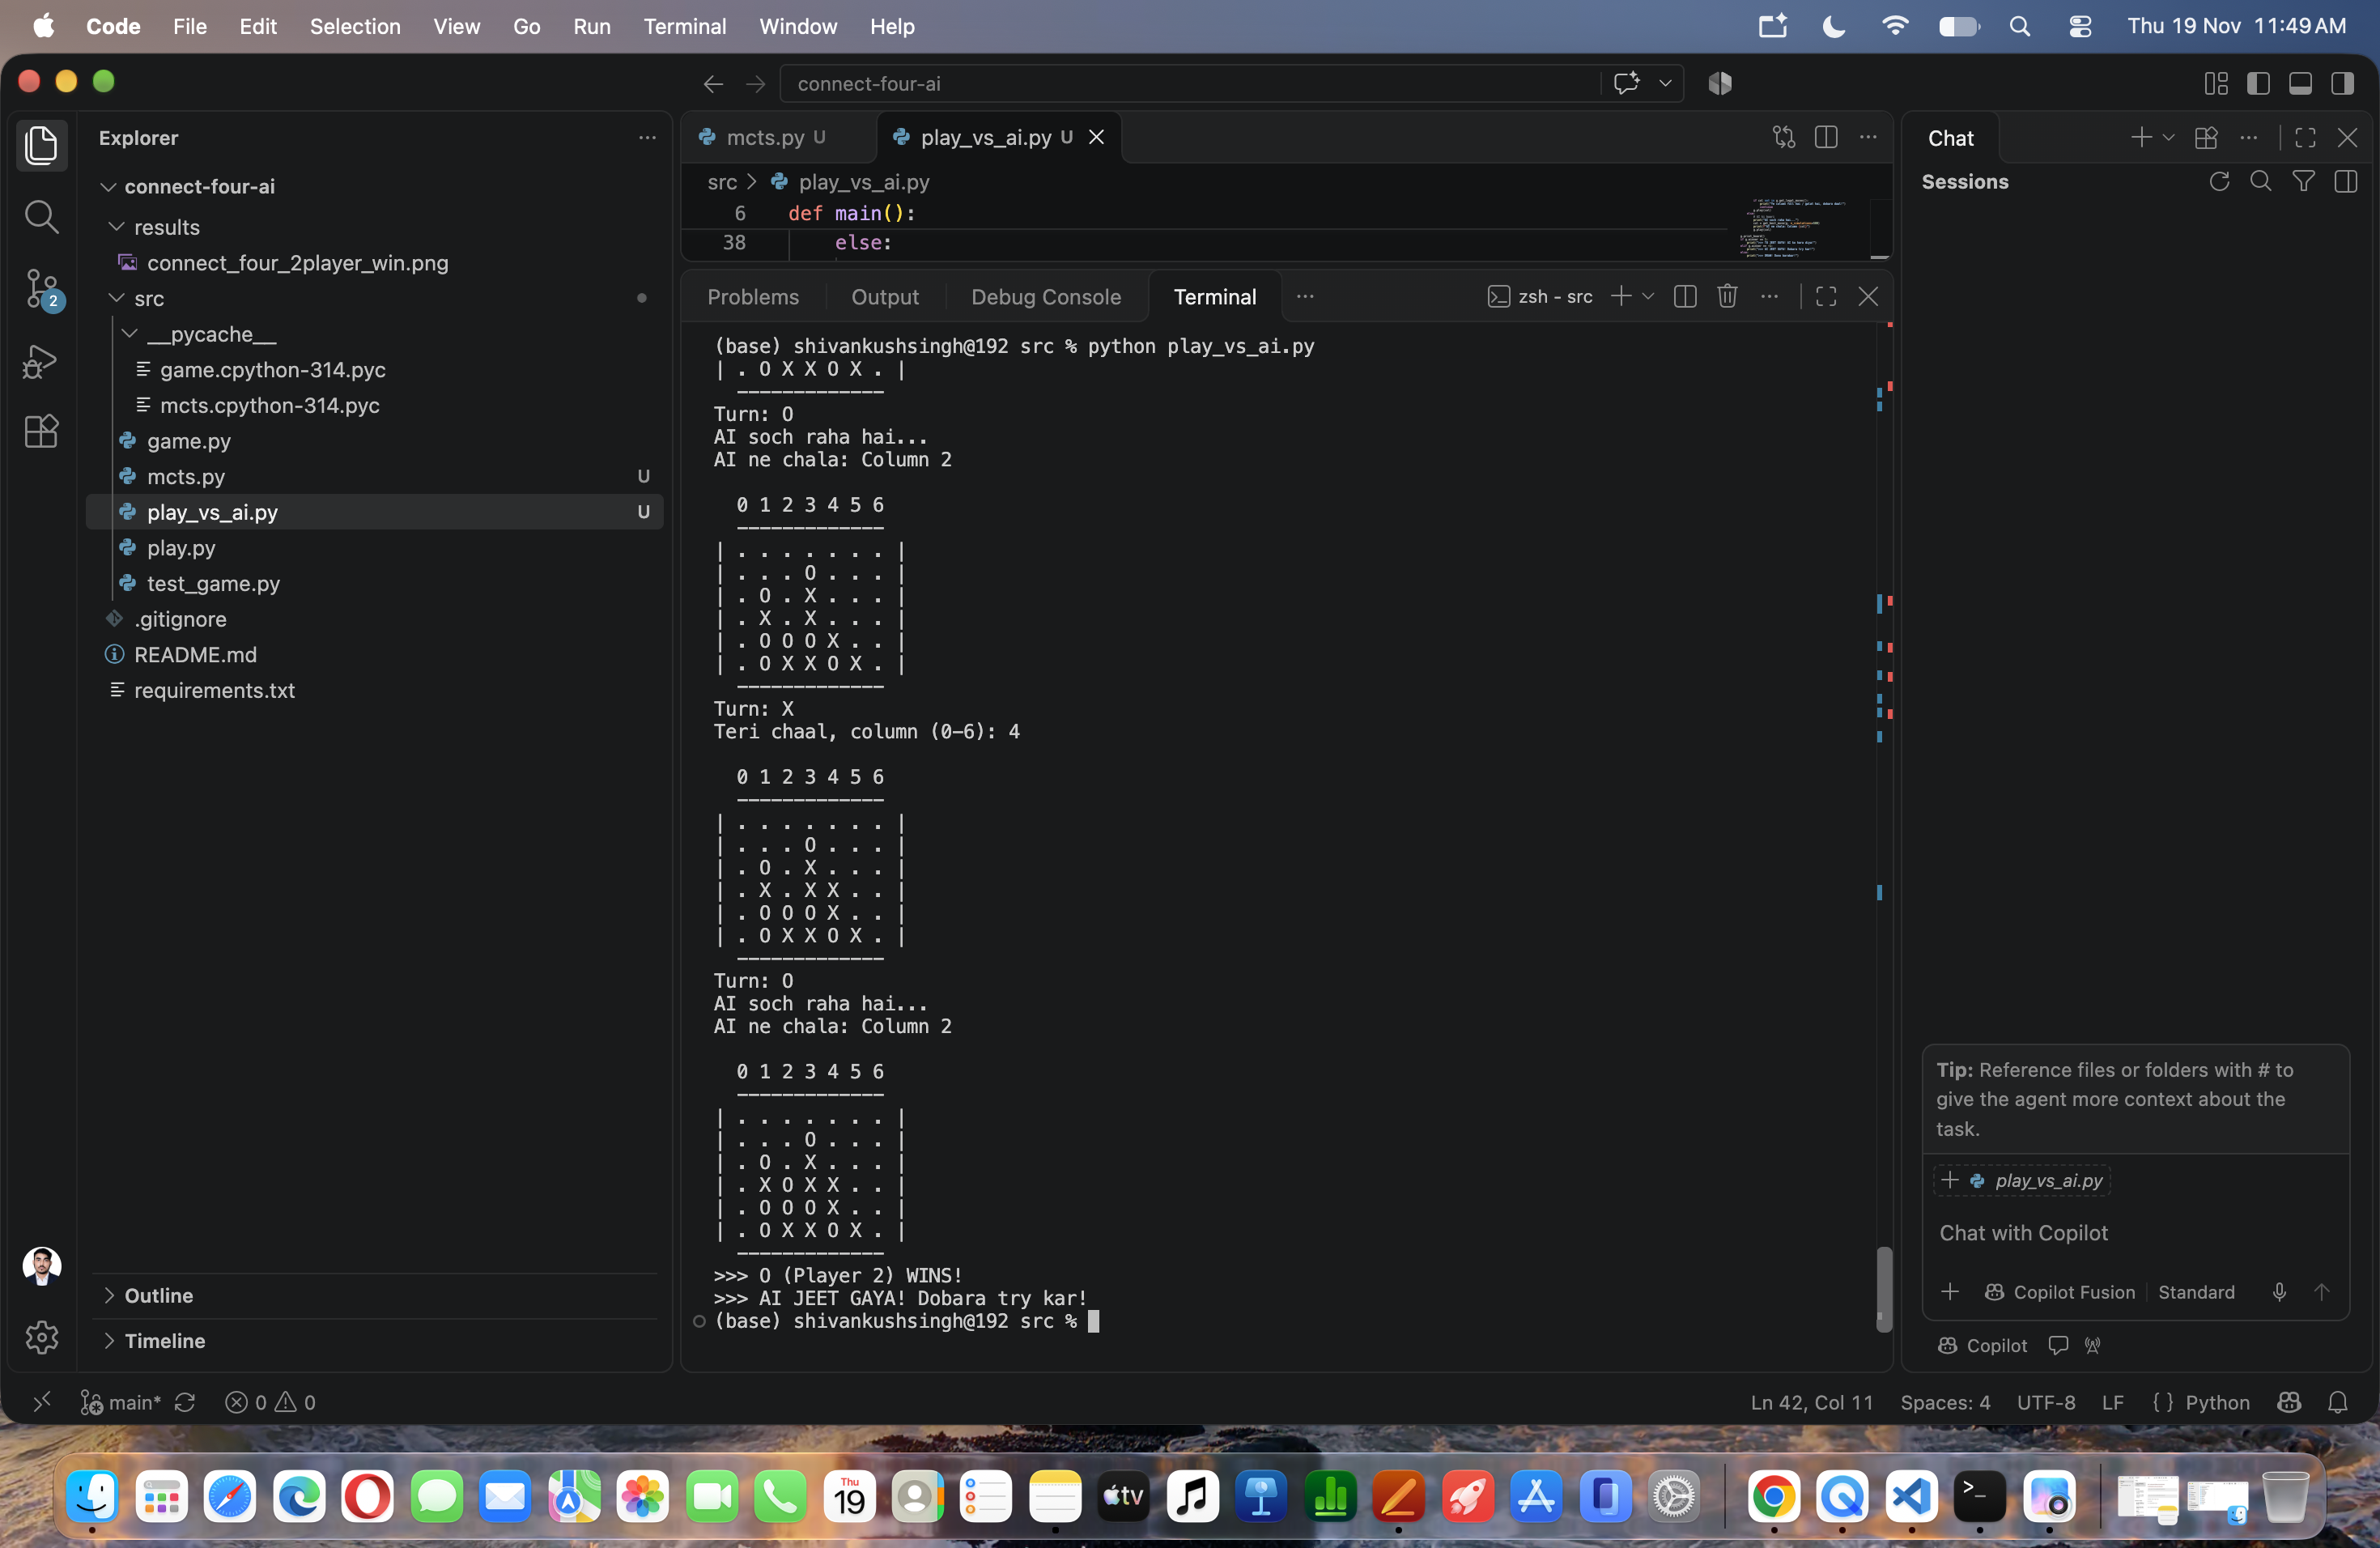 Code File Edit Selection View Go Run Terminal Window Help Thu 19 Nov 11:49 AM
connect-four-ai
Explorer
connect-four-ai
results
connect_four_2player_win.png
src
__pycache__
game.cpython-314.pyc
mcts.cpython-314.pyc
game.py
mcts.py U
play_vs_ai.py U
play.py
test_game.py
.gitignore
README.md
requirements.txt
Outline
Timeline
2
mcts.py U play_vs_ai.py U
src > play_vs_ai.py
6 def main():
38 else:
Problems Output Debug Console Terminal zsh - src
(base) shivankushsingh@192 src % python play_vs_ai.py
| . O X X O X . |
-------------
Turn: O
AI soch raha hai...
AI ne chala: Column 2
0 1 2 3 4 5 6
-------------
| . . . . . . . |
| . . . O . . . |
| . O . X . . . |
| . X . X . . . |
| . O O O X . . |
| . O X X O X . |
-------------
Turn: X
Teri chaal, column (0-6): 4
0 1 2 3 4 5 6
-------------
| . . . . . . . |
| . . . O . . . |
| . O . X . . . |
| . X . X X . . |
| . O O O X . . |
| . O X X O X . |
-------------
Turn: O
AI soch raha hai...
AI ne chala: Column 2
0 1 2 3 4 5 6
-------------
| . . . . . . . |
| . . . O . . . |
| . O . X . . . |
| . X O X X . . |
| . O O O X . . |
| . O X X O X . |
-------------
>>> O (Player 2) WINS!
>>> AI JEET GAYA! Dobara try kar!
(base) shivankushsingh@192 src %
Chat
Sessions
Tip: Reference files or folders with # to
give the agent more context about the
task.
play_vs_ai.py
Chat with Copilot
Copilot Fusion Standard
Copilot
main* 0 0 Ln 42, Col 11 Spaces: 4 UTF-8 LF { } Python
Thu
19
tv